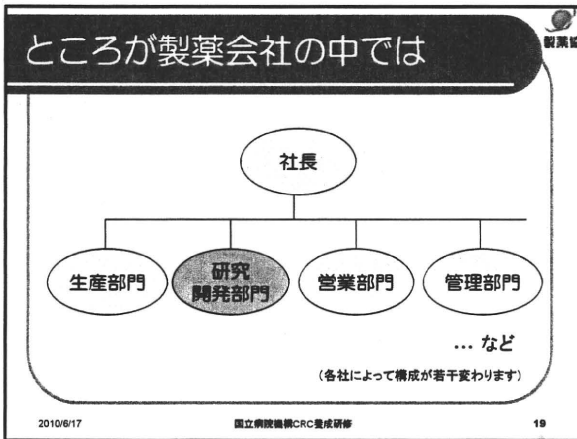 ところが製薬会社の中では
製薬協
社長
生産部門
研究
開発部門
営業部門
管理部門
... など
(各社によって構成が若干変わります)
2010/6/17
国立病院機構CRC養成研修
19